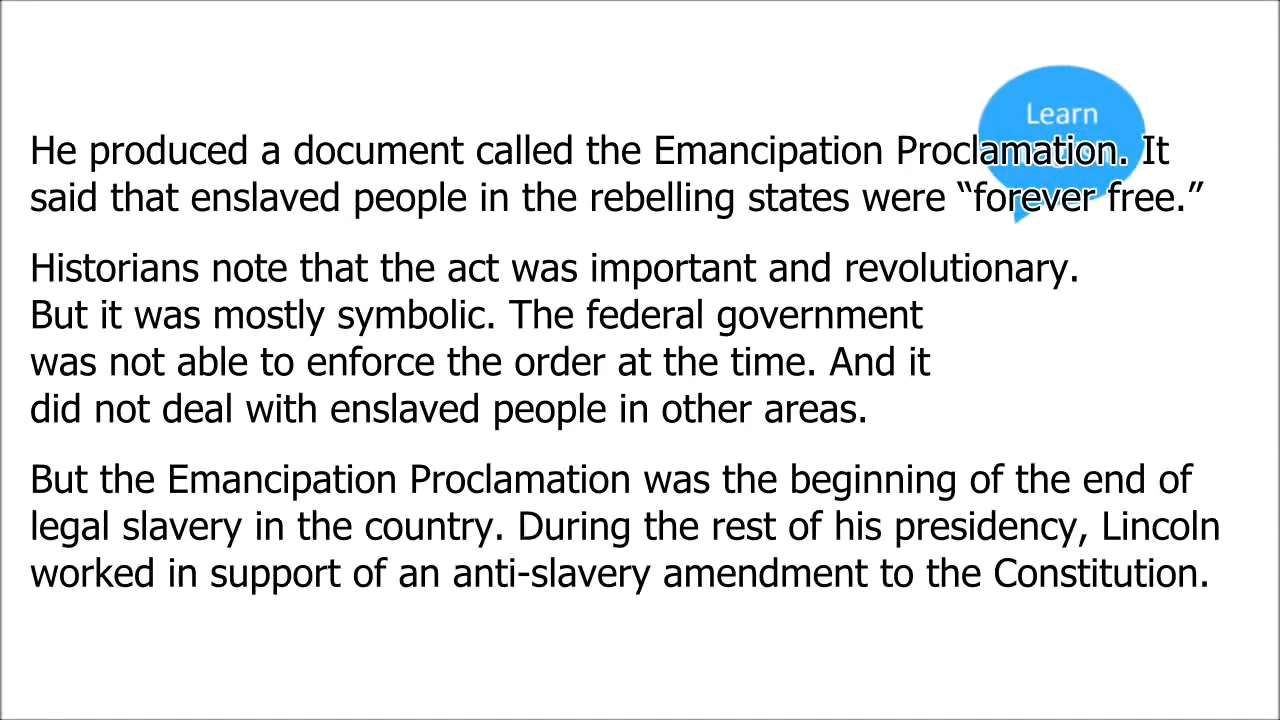 Learn
He produced a document called the Emancipation Proclamation. It
said that enslaved people in the rebelling states were “forever free.”
Historians note that the act was important and revolutionary.
But it was mostly symbolic. The federal government
was not able to enforce the order at the time. And it
did not deal with enslaved people in other areas.
But the Emancipation Proclamation was the beginning of the end of
legal slavery in the country. During the rest of his presidency, Lincoln
worked in support of an anti-slavery amendment to the Constitution.